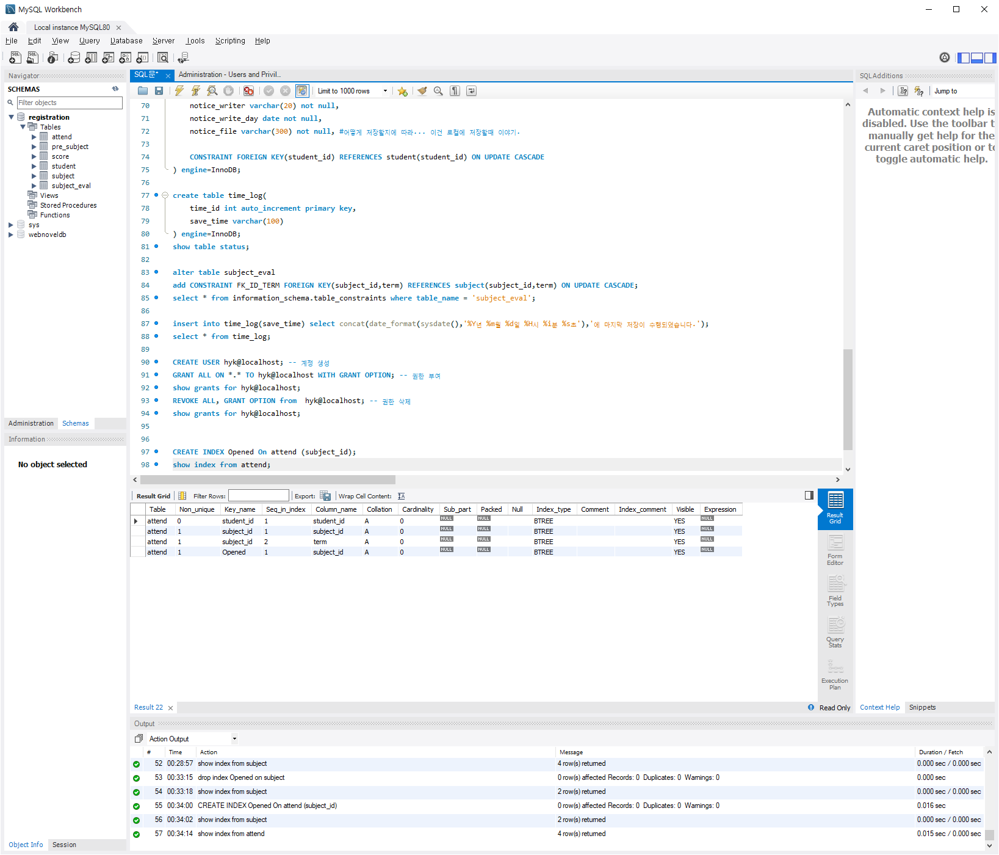 MySQL Workbench
Local instance MySQL80
File Edit View Query Database Server Tools Scripting Help
Navigator
SCHEMAS
Filter objects
registration
Tables
attend
pre_subject
score
student
subject
subject_eval
Views
Stored Procedures
Functions
sys
webnoveldb
Administration Schemas
Information
No object selected
Object Info Session
SQL문* Administration - Users and Privil...
Limit to 1000 rows
70 notice_writer varchar(20) not null,
71 notice_write_day date not null,
72 notice_file varchar(300) not null, #어떻게 저장할지에 따라... 이건 로컬에 저장할때 이야기.
73
74 CONSTRAINT FOREIGN KEY(student_id) REFERENCES student(student_id) ON UPDATE CASCADE
75 ) engine=InnoDB;
76
77 create table time_log(
78 time_id int auto_increment primary key,
79 save_time varchar(100)
80 ) engine=InnoDB;
81 show table status;
82
83 alter table subject_eval
84 add CONSTRAINT FK_ID_TERM FOREIGN KEY(subject_id,term) REFERENCES subject(subject_id,term) ON UPDATE CASCADE;
85 select * from information_schema.table_constraints where table_name = 'subject_eval';
86
87 insert into time_log(save_time) select concat(date_format(sysdate(),'%Y년 %m월 %d일 %H시 %i분 %s초'),'에 마지막 저장이 수행되었습니다.');
88 select * from time_log;
89
90 CREATE USER hyk@localhost; -- 계정 생성
91 GRANT ALL ON *.* TO hyk@localhost WITH GRANT OPTION; -- 권한 부여
92 show grants for hyk@localhost;
93 REVOKE ALL, GRANT OPTION from  hyk@localhost; -- 권한 삭제
94 show grants for hyk@localhost;
95
96
97 CREATE INDEX Opened On attend (subject_id);
98 show index from attend;
Result Grid Filter Rows: Export: Wrap Cell Content:
Table Non_unique Key_name Seq_in_index Column_name Collation Cardinality Sub_part Packed Null Index_type Comment Index_comment Visible Expression
attend 0 student_id 1 student_id A 0 NULL NULL BTREE YES NULL
attend 1 subject_id 1 subject_id A 0 NULL NULL BTREE YES NULL
attend 1 subject_id 2 term A 0 NULL NULL BTREE YES NULL
attend 1 Opened 1 subject_id A 0 NULL NULL BTREE YES NULL
Result
Grid
Form
Editor
Field
Types
Query
Stats
Execution
Plan
Result 22
Read Only
SQLAdditions
Jump to
Automatic context help is
disabled. Use the toolbar t
manually get help for the
current caret position or to
toggle automatic help.
Context Help Snippets
Output
Action Output
# Time Action Message Duration / Fetch
52 00:28:57 show index from subject 4 row(s) returned 0.000 sec / 0.000 sec
53 00:33:15 drop index Opened on subject 0 row(s) affected Records: 0  Duplicates: 0  Warnings: 0 0.000 sec
54 00:33:18 show index from subject 2 row(s) returned 0.000 sec / 0.000 sec
55 00:34:00 CREATE INDEX Opened On attend (subject_id) 0 row(s) affected Records: 0  Duplicates: 0  Warnings: 0 0.016 sec
56 00:34:02 show index from subject 2 row(s) returned 0.000 sec / 0.000 sec
57 00:34:14 show index from attend 4 row(s) returned 0.015 sec / 0.000 sec